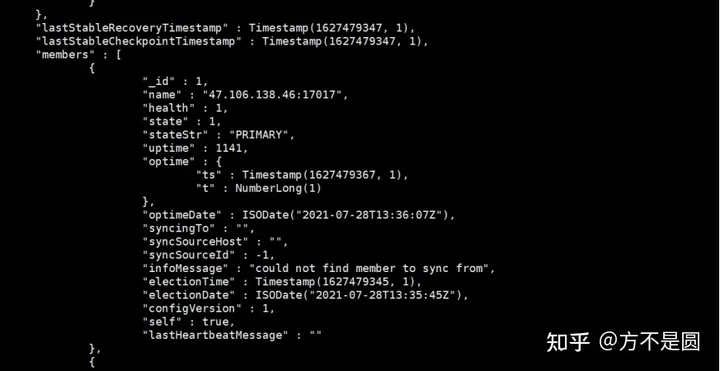 }
},
"lastStableRecoveryTimestamp" : Timestamp(1627479347, 1),
"lastStableCheckpointTimestamp" : Timestamp(1627479347, 1),
"members" : [
{
"_id" : 1,
"name" : "47.106.138.46:17017",
"health" : 1,
"state" : 1,
"stateStr" : "PRIMARY",
"uptime" : 1141,
"optime" : {
"ts" : Timestamp(1627479367, 1),
"t" : NumberLong(1)
},
"optimeDate" : ISODate("2021-07-28T13:36:07Z"),
"syncingTo" : "",
"syncSourceHost" : "",
"syncSourceId" : -1,
"infoMessage" : "could not find member to sync from",
"electionTime" : Timestamp(1627479345, 1),
"electionDate" : ISODate("2021-07-28T13:35:45Z"),
"configVersion" : 1,
"self" : true,
"lastHeartbeatMessage" : ""
},
{
知乎 @方不是圆